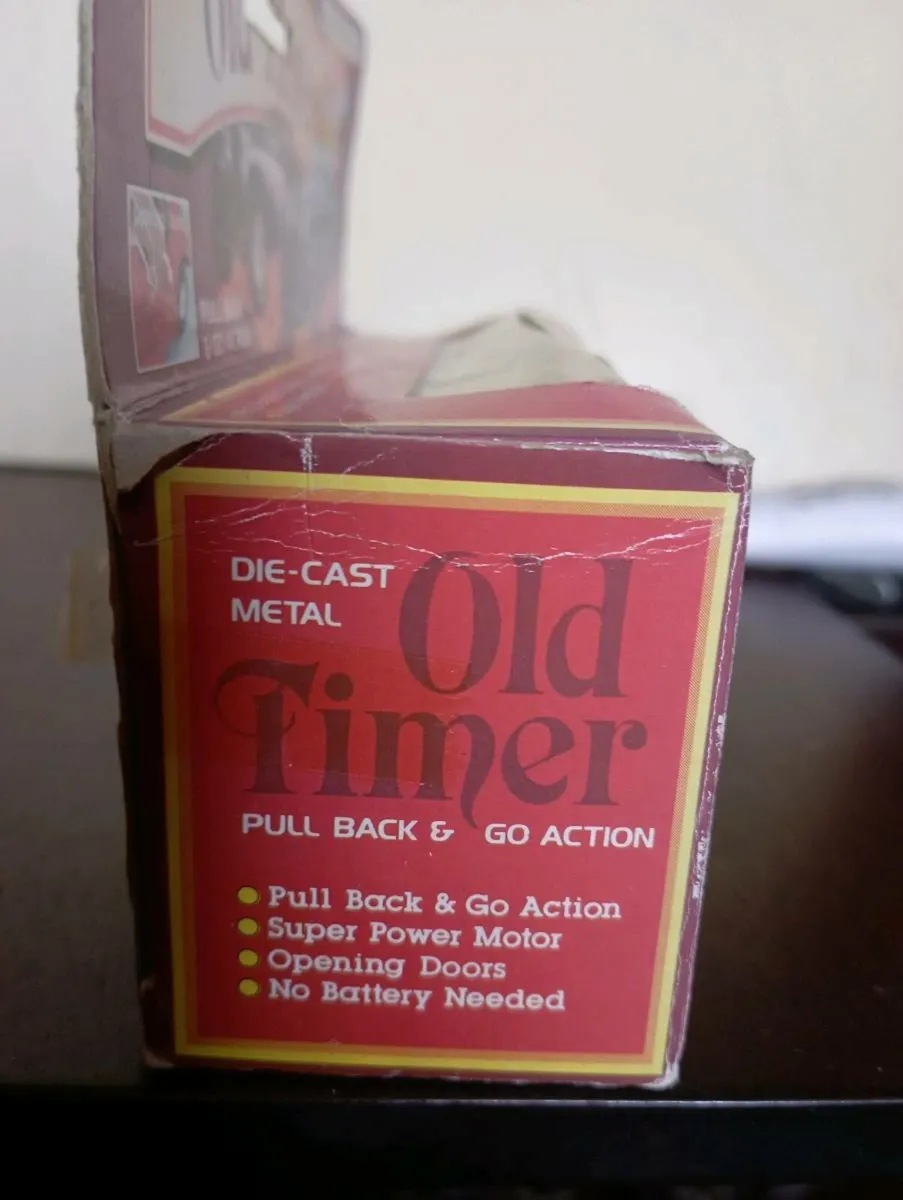 Old
DIE-CAST
METAL
Old
Timer
PULL BACK & GO ACTION
Pull Back & Go Action
Super Power Motor
Opening Doors
No Battery Needed